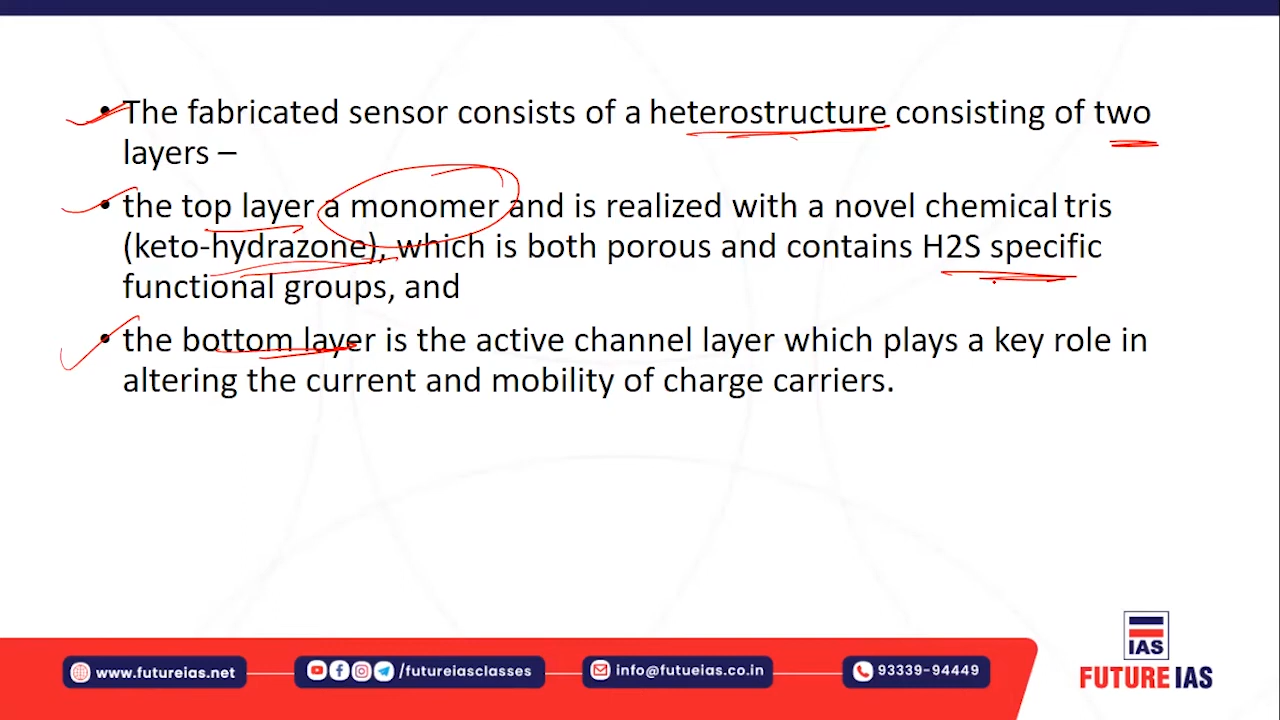 • The fabricated sensor consists of a heterostructure consisting of two
layers –
• the top layer a monomer and is realized with a novel chemical tris
(keto-hydrazone), which is both porous and contains H2S specific
functional groups, and
• the bottom layer is the active channel layer which plays a key role in
altering the current and mobility of charge carriers.
www.futureias.net
/futureiasclasses
info@futueias.co.in
93339-94449
IAS
FUTURE IAS